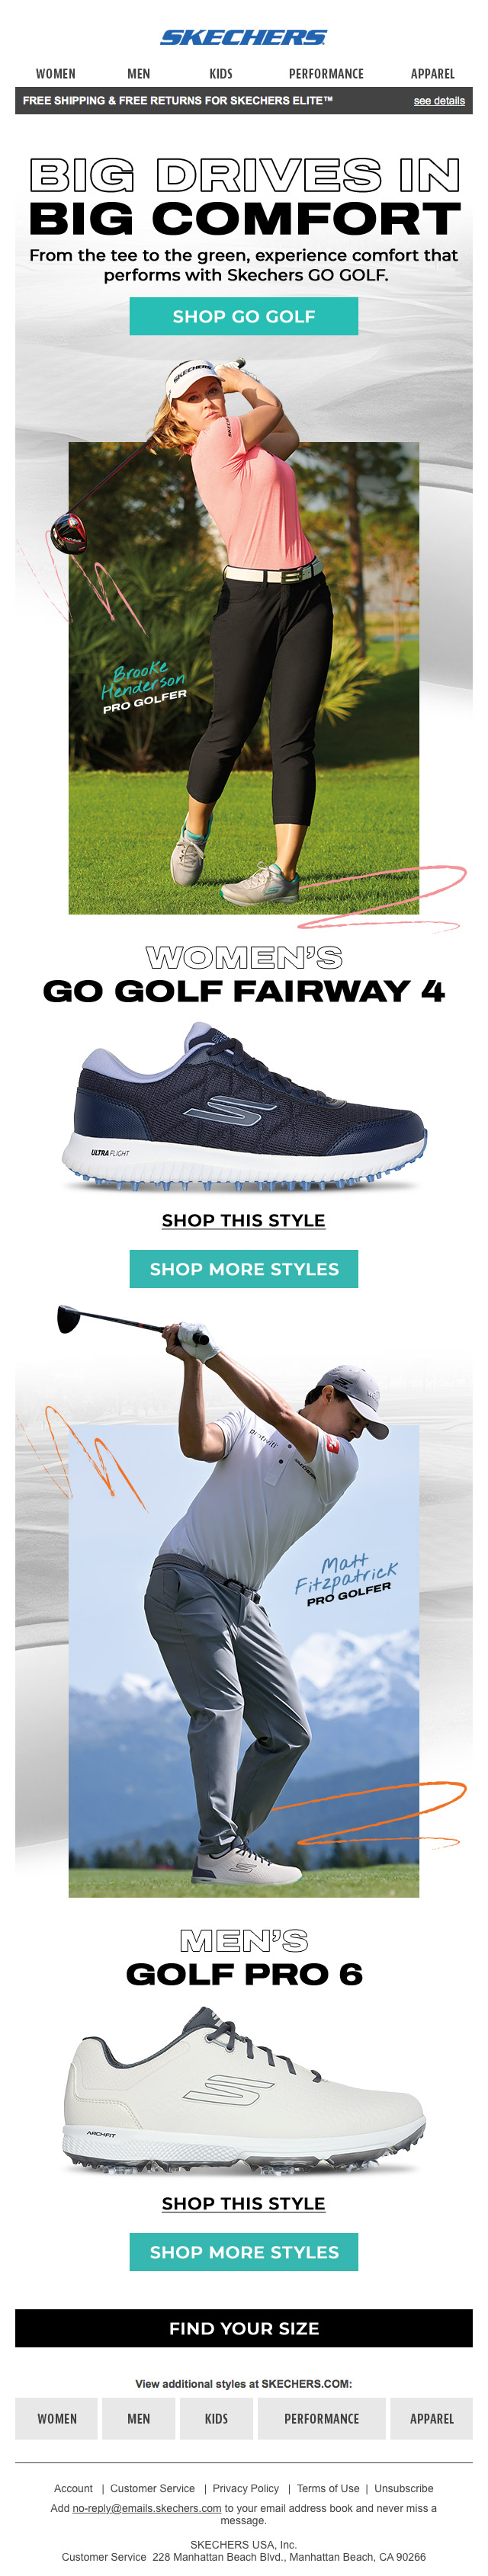 SKECHERS
WOMEN MEN KIDS PERFORMANCE APPAREL
FREE SHIPPING & FREE RETURNS FOR SKECHERS ELITE™ see details
BIG DRIVES IN
BIG COMFORT
From the tee to the green, experience comfort that
performs with Skechers GO GOLF.
SHOP GO GOLF
SKECHERS
SKECHERS
Brooke
Henderson
PRO GOLFER
WOMEN'S
GO GOLF FAIRWAY 4
ULTRA FLIGHT
SHOP THIS STYLE
SHOP MORE STYLES
protiviti
SKECHERS
Matt
Fitzpatrick
PRO GOLFER
MEN'S
GOLF PRO 6
ARCH FIT
SHOP THIS STYLE
SHOP MORE STYLES
FIND YOUR SIZE
View additional styles at SKECHERS.COM:
WOMEN MEN KIDS PERFORMANCE APPAREL
Account | Customer Service | Privacy Policy | Terms of Use | Unsubscribe
Add no-reply@emails.skechers.com to your email address book and never miss a
message.
SKECHERS USA, Inc.
Customer Service 228 Manhattan Beach Blvd., Manhattan Beach, CA 90266